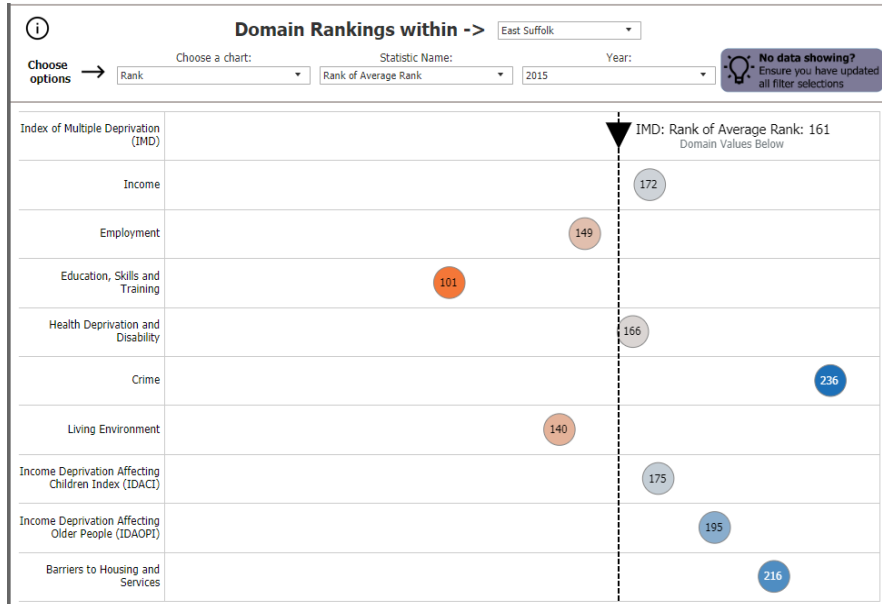 i
Domain Rankings within -> East Suffolk
Choose
options
Choose a chart:
Rank
Statistic Name:
Rank of Average Rank
Year:
2015
No data showing?
Ensure you have updated
all filter selections
Index of Multiple Deprivation
(IMD)
IMD: Rank of Average Rank: 161
Domain Values Below
Income
172
Employment
149
Education, Skills and
Training
101
Health Deprivation and
Disability
166
Crime
236
Living Environment
140
Income Deprivation Affecting
Children Index (IDACI)
175
Income Deprivation Affecting
Older People (IDAOPI)
195
Barriers to Housing and
Services
216